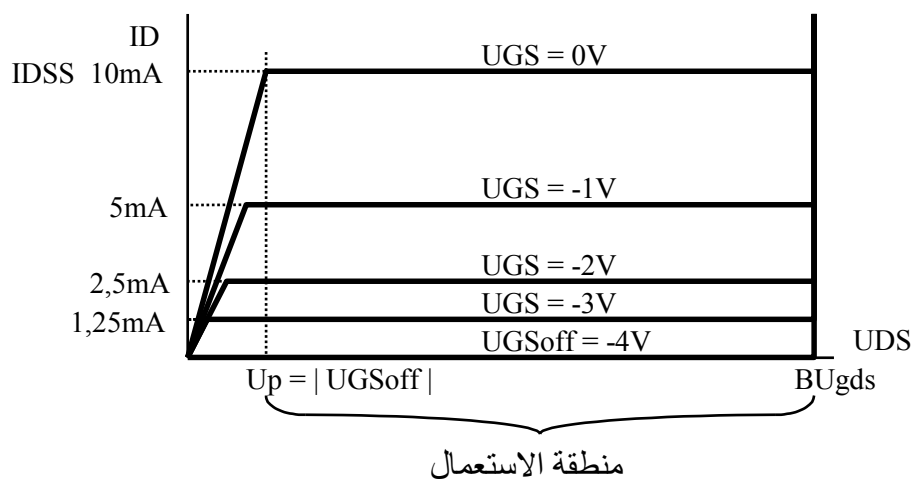 ID
UGS = 0V
IDSS 10mA
UGS = -1V
5mA
UGS = -2V
2,5mA
UGS = -3V
1,25mA
UGSoff = -4V
UDS
Up = | UGSoff |
BUgds
منطقة الاستعمال